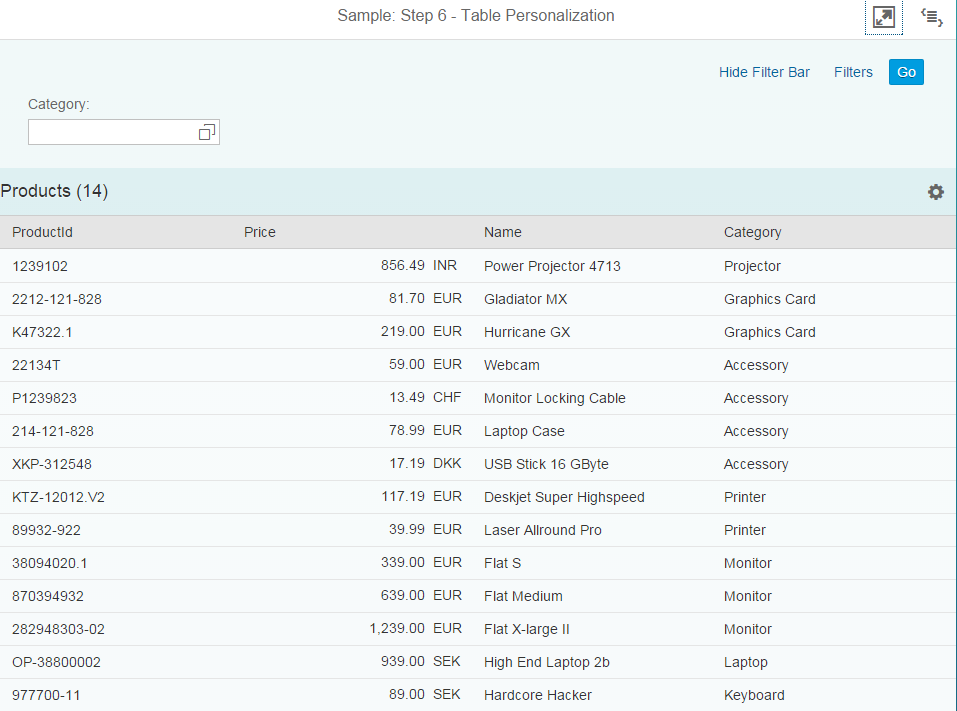 Sample: Step 6 - Table Personalization
Hide Filter Bar Filters Go
Category:
Products (14)
ProductId Price Name Category
1239102 856.49 INR Power Projector 4713 Projector
2212-121-828 81.70 EUR Gladiator MX Graphics Card
K47322.1 219.00 EUR Hurricane GX Graphics Card
22134T 59.00 EUR Webcam Accessory
P1239823 13.49 CHF Monitor Locking Cable Accessory
214-121-828 78.99 EUR Laptop Case Accessory
XKP-312548 17.19 DKK USB Stick 16 GByte Accessory
KTZ-12012.V2 117.19 EUR Deskjet Super Highspeed Printer
89932-922 39.99 EUR Laser Allround Pro Printer
38094020.1 339.00 EUR Flat S Monitor
870394932 639.00 EUR Flat Medium Monitor
282948303-02 1,239.00 EUR Flat X-large II Monitor
OP-38800002 939.00 SEK High End Laptop 2b Laptop
977700-11 89.00 SEK Hardcore Hacker Keyboard